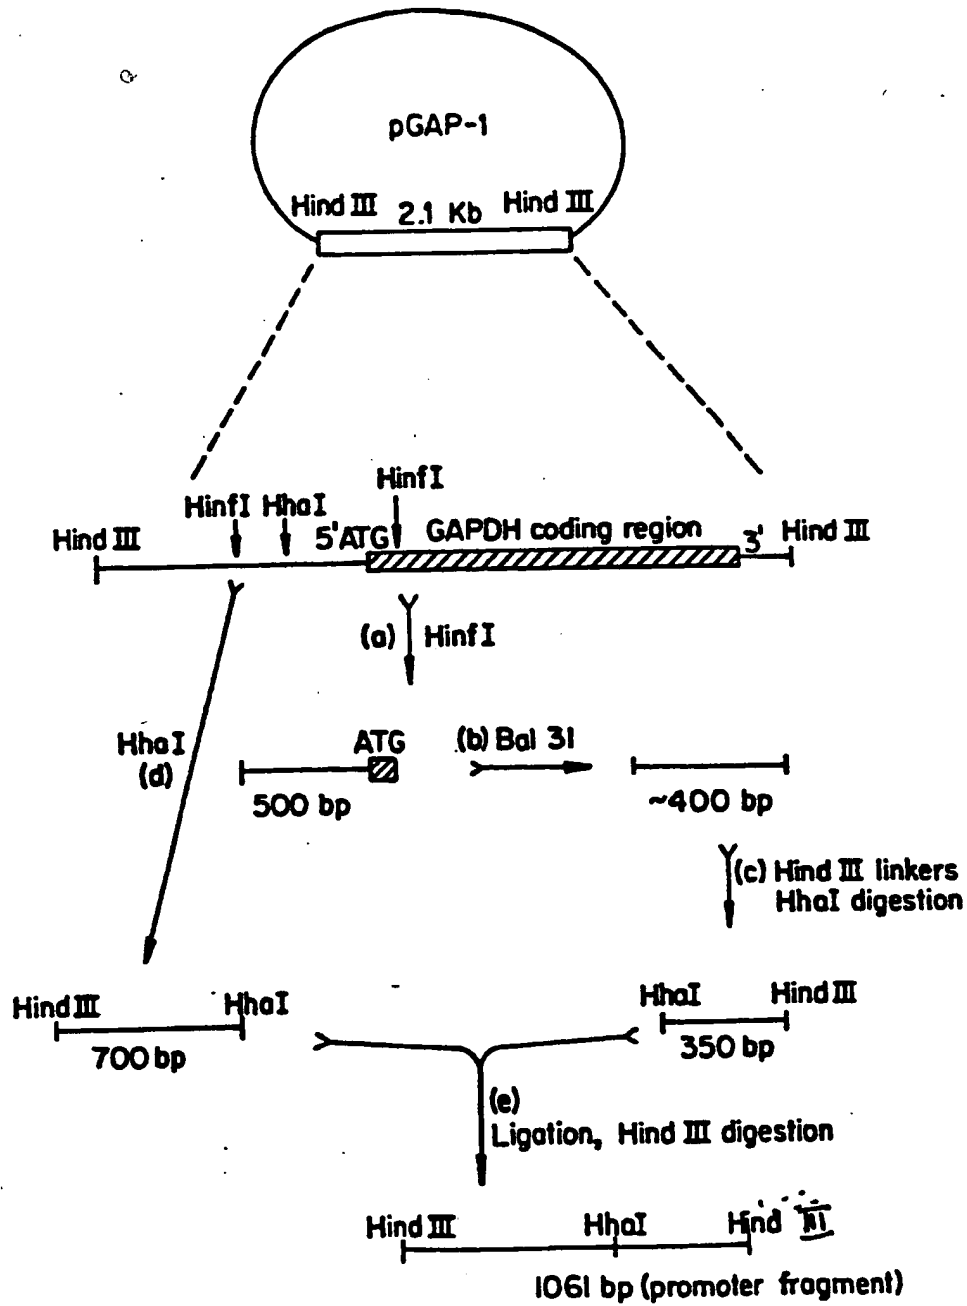 pGAP-1
Hind III 2.1 Kb Hind III
HinfI
HinfI HhaI
Hind III 5' ATG GAPDH coding region 3' Hind III
(a) HinfI
HhaI
(d)
ATG
500 bp
(b) Bal 31
~400 bp
(c) Hind III linkers
HhaI digestion
Hind III HhaI
700 bp
HhaI Hind III
350 bp
(e)
Ligation, Hind III digestion
Hind III HhaI Hind III
1061 bp (promoter fragment)